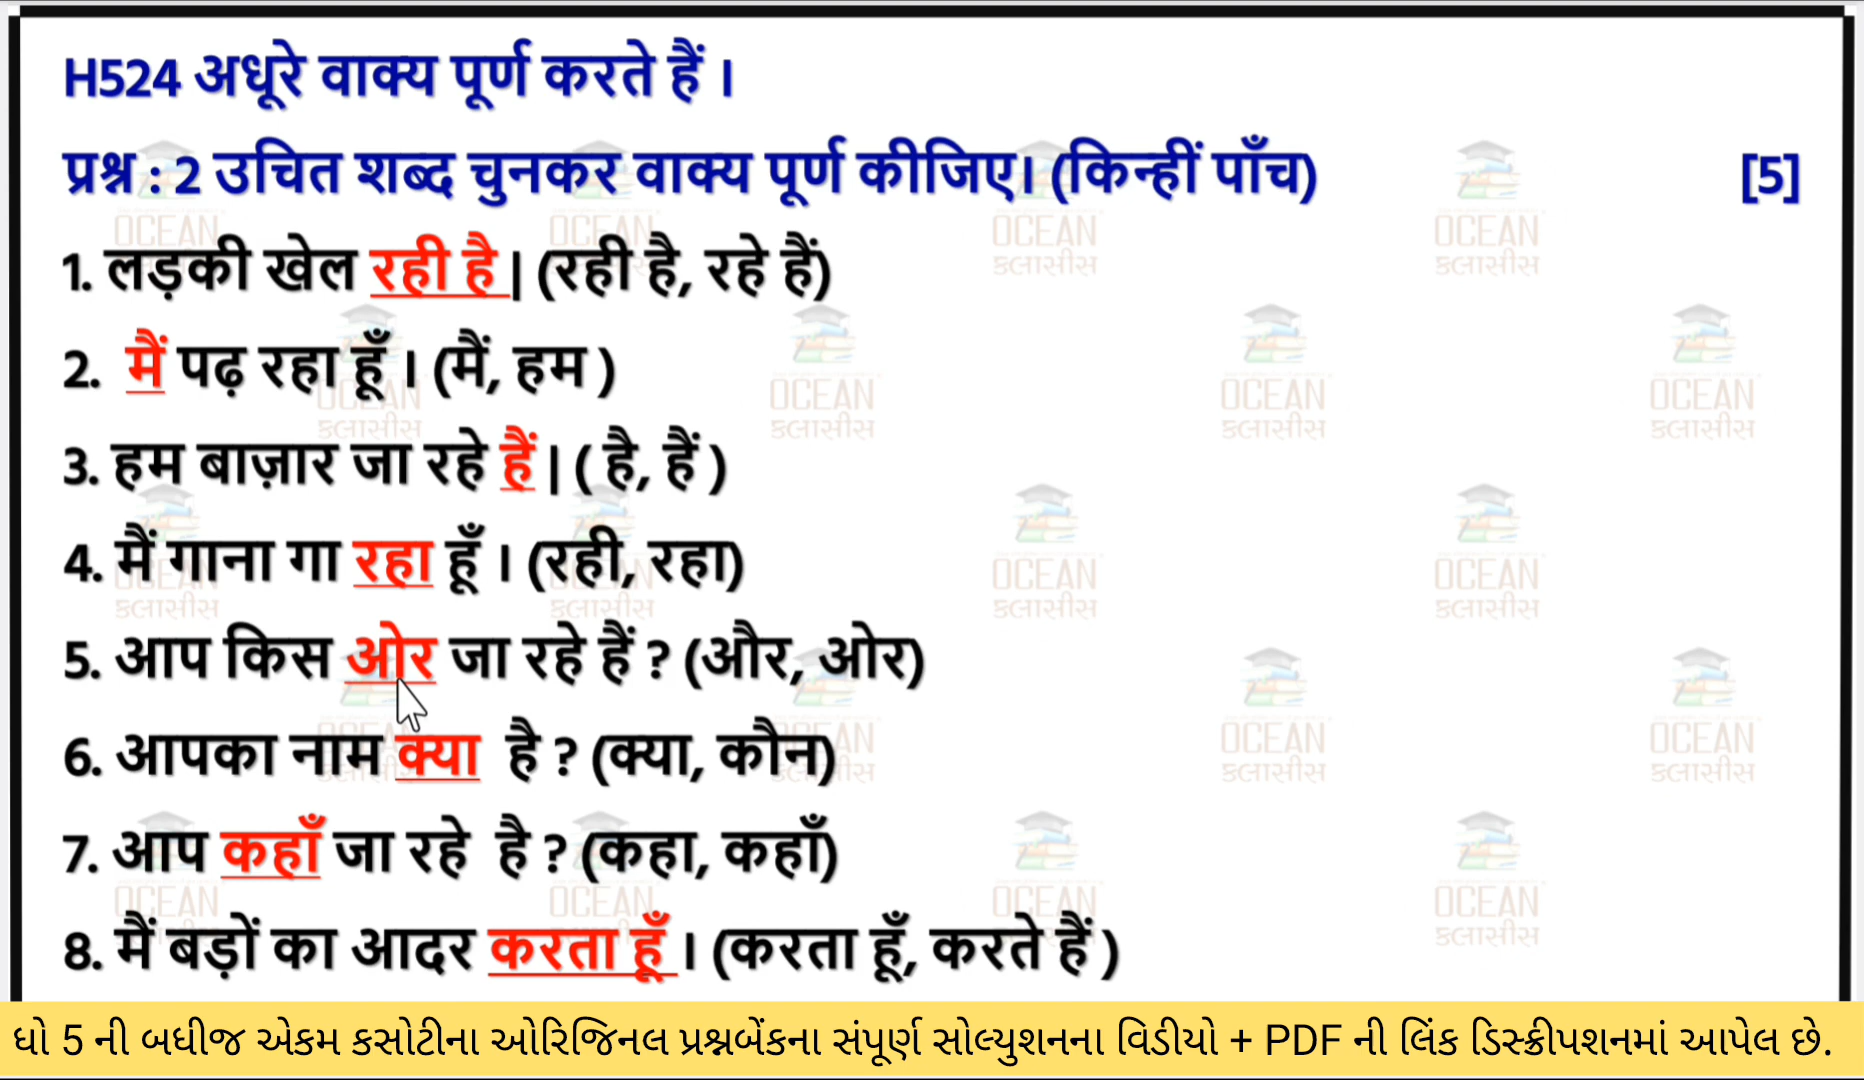 H524 अधूरे वाक्य पूर्ण करते हैं ।
प्रश्न : 2 उचित शब्द चुनकर वाक्य पूर्ण कीजिए। (किन्हीं पाँच) [5]
1. लड़की खेल रही है | (रही है, रहे हैं)
2. मैं पढ़ रहा हूँ । (मैं, हम )
3. हम बाज़ार जा रहे हैं | ( है, हैं )
4. मैं गाना गा रहा हूँ । (रही, रहा)
5. आप किस ओर जा रहे हैं ? (और, ओर)
6. आपका नाम क्या है ? (क्या, कौन)
7. आप कहाँ जा रहे है ? (कहा, कहाँ)
8. मैं बड़ों का आदर करता हूँ । (करता हूँ, करते हैं )
ધો 5 ની બધીજ એકમ કસોટીના ઓરિજિનલ પ્રશ્નબેંકના સંપૂર્ણ સોલ્યુશનના વિડીયો + PDF ની લિંક ડિસ્ક્રીપશનમાં આપેલ છે.
OCEAN
ક્લાસીસ